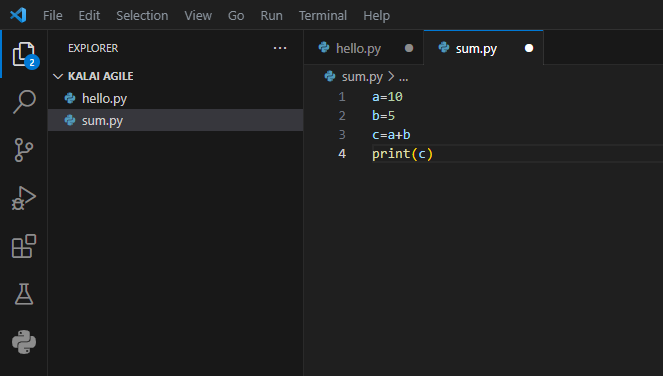 File Edit Selection View Go Run Terminal Help
EXPLORER ...
hello.py
sum.py
2
KALAI AGILE
sum.py > ...
hello.py
sum.py
1 a=10
2 b=5
3 c=a+b
4 print(c)